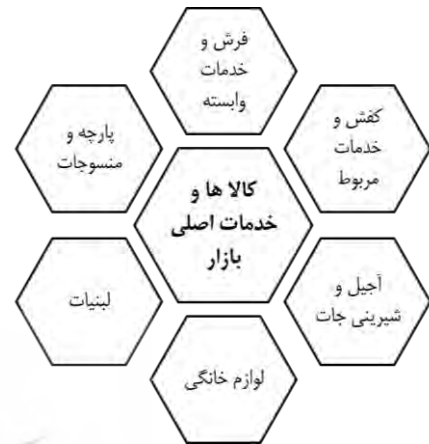 فرش و
خدمات
وابسته
کفش و
خدمات
مربوط
پارچه و
منسوجات
کالا ها و
خدمات اصلی
بازار
آجیل و
شیرینی جات
لبنیات
لوازم خانگی